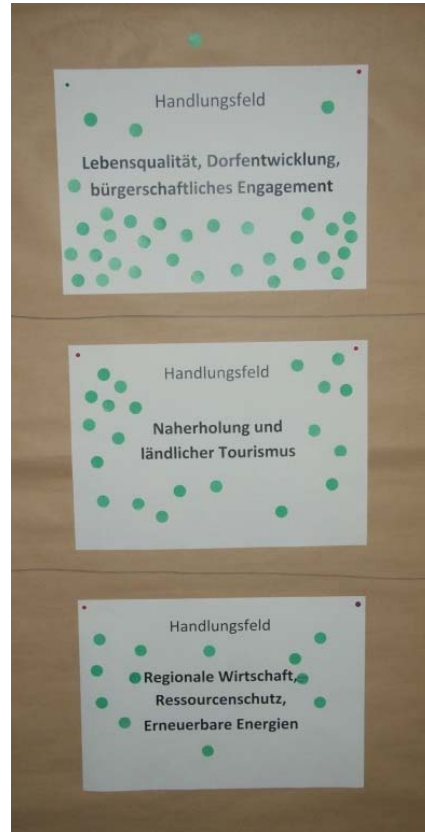 Handlungsfeld
Lebensqualität, Dorfentwicklung,
bürgerschaftliches Engagement
Handlungsfeld
Naherholung und
ländlicher Tourismus
Handlungsfeld
Regionale Wirtschaft,
Ressourcenschutz,
Erneuerbare Energien